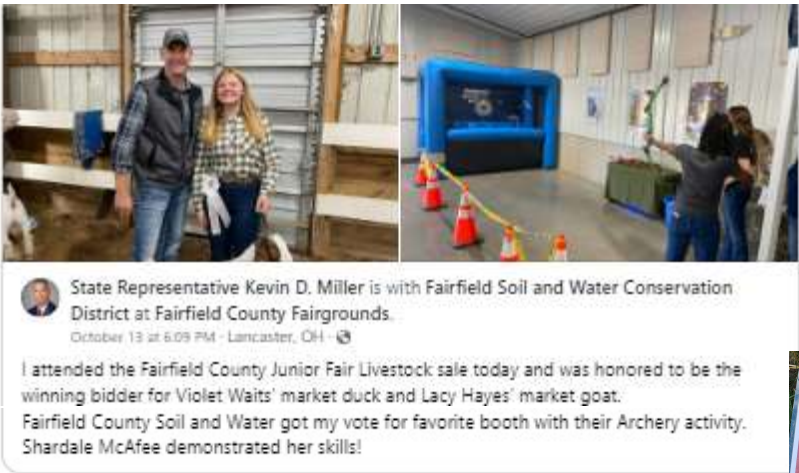 State Representative Kevin D. Miller is with Fairfield Soil and Water Conservation
District at Fairfield County Fairgrounds.
October 13 at 6:09 PM · Lancaster, OH ·
I attended the Fairfield County Junior Fair Livestock sale today and was honored to be the
winning bidder for Violet Waits' market duck and Lacy Hayes' market goat.
Fairfield County Soil and Water got my vote for favorite booth with their Archery activity.
Shardale McAfee demonstrated her skills!